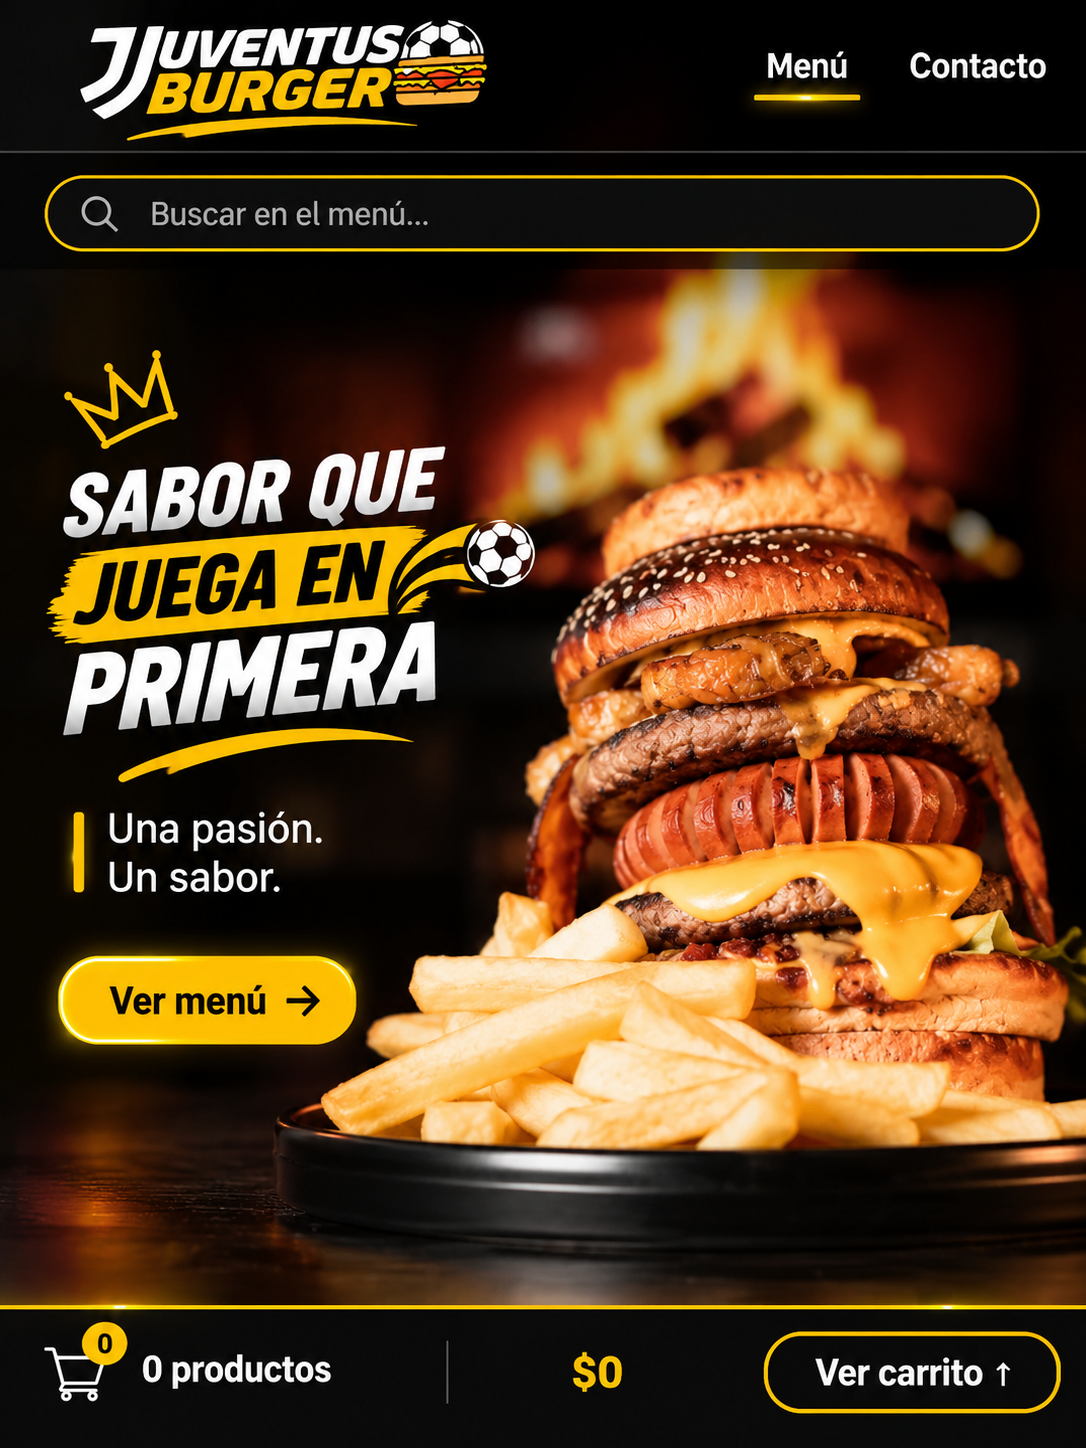 JUVENTUS
BURGER
Menú
Contacto
Buscar en el menú...
SABOR QUE
JUEGA EN
PRIMERA
Una pasión.
Un sabor.
Ver menú →
0
0 productos
$0
Ver carrito ↑